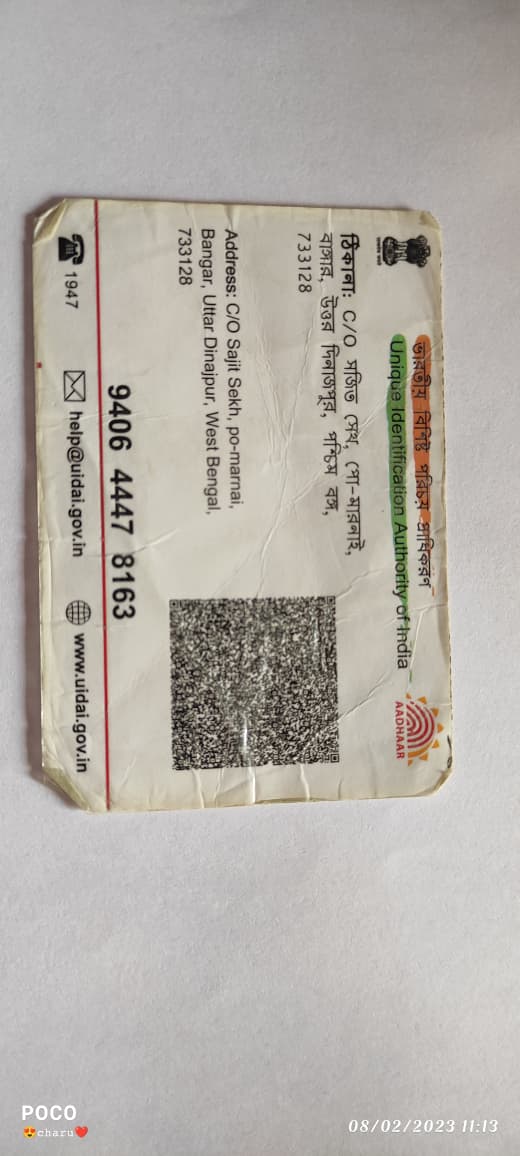 ভারতীয় বিশিষ্ট পরিচয় প্রাধিকরণ
Unique Identification Authority of India
AADHAAR
ঠিকানা: C/O সজিত সেখ, পো-মারনাই,
বাঙ্গার, উত্তর দিনাজপুর, পশ্চিম বঙ্গ,
733128
Address: C/O Sajit Sekh, po-marnai,
Bangar, Uttar Dinajpur, West Bengal,
733128
9406 4447 8163
1947 help@uidai.gov.in www.uidai.gov.in
POCO
😍charu❤️
08/02/2023 11:13